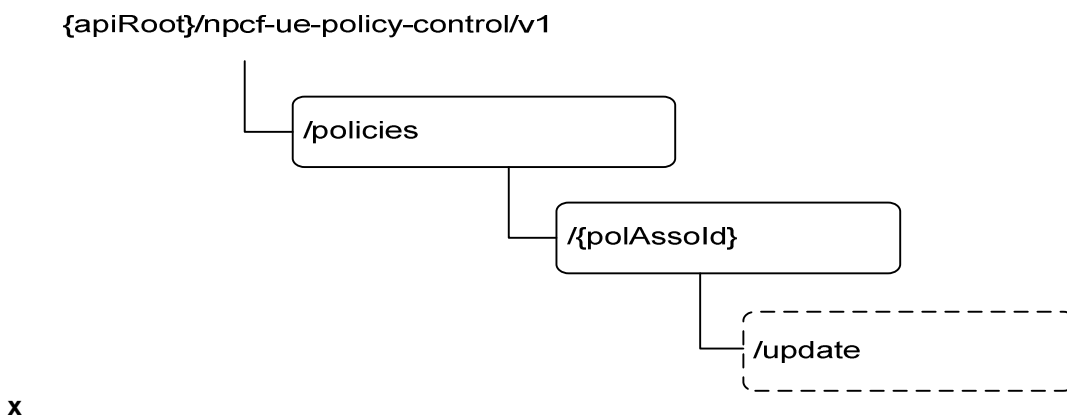 {apiRoot}/npcf-ue-policy-control/v1
/policies
/{polAssoId}
/update
x